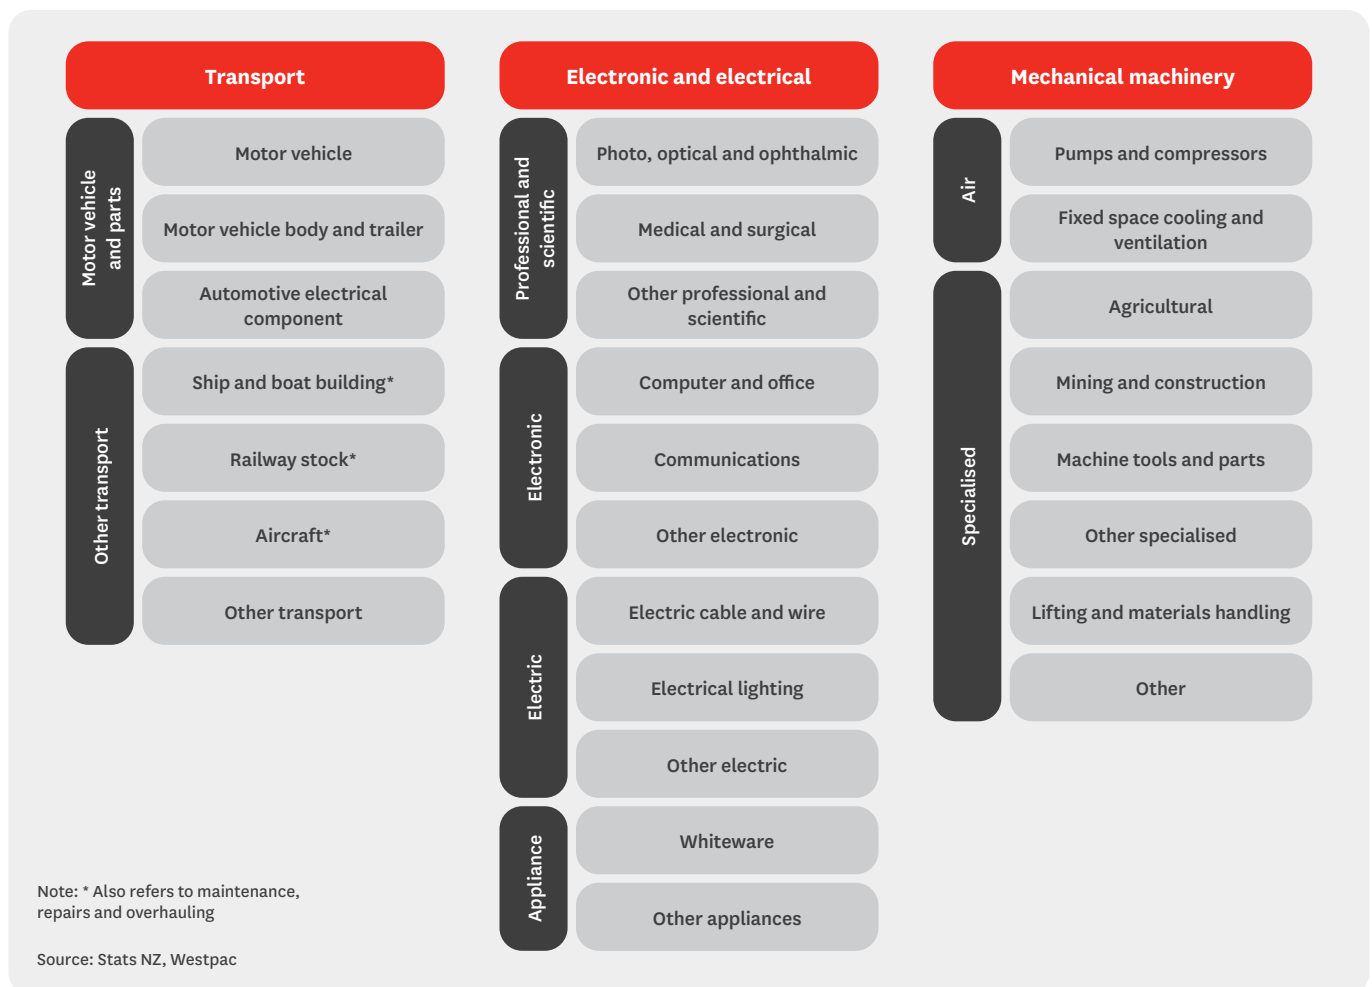 Transport
Motor vehicle
and parts
Motor vehicle
Motor vehicle body and trailer
Automotive electrical
component
Other transport
Ship and boat building*
Railway stock*
Aircraft*
Other transport
Electronic and electrical
Professional and
scientific
Photo, optical and ophthalmic
Medical and surgical
Other professional and
scientific
Electronic
Computer and office
Communications
Other electronic
Electric
Electric cable and wire
Electrical lighting
Other electric
Appliance
Whiteware
Other appliances
Mechanical machinery
Air
Pumps and compressors
Fixed space cooling and
ventilation
Specialised
Agricultural
Mining and construction
Machine tools and parts
Other specialised
Lifting and materials handling
Other
Note: * Also refers to maintenance,
repairs and overhauling
Source: Stats NZ, Westpac